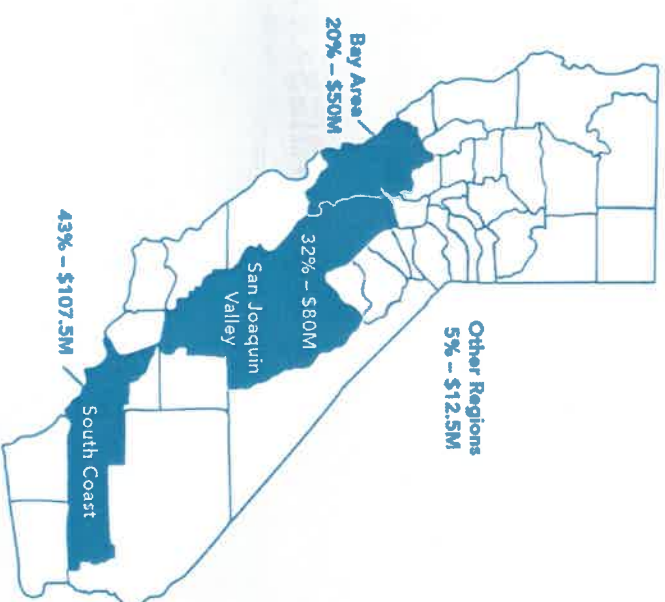 Bay Area
20% – $50M
Other Regions
5% – $12.5M
32% – $80M
San Joaquin
Valley
43% – $107.5M
South Coast